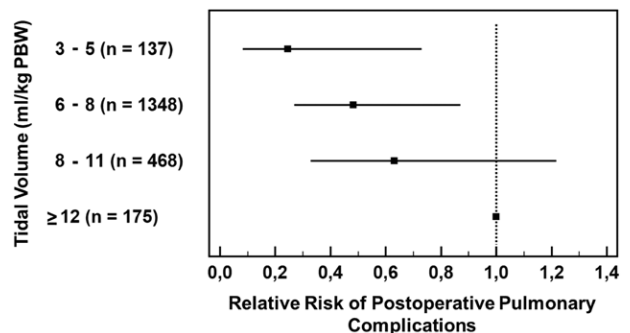 Tidal Volume (ml/kg PBW)
3 - 5 (n = 137)
6 - 8 (n = 1348)
8 - 11 (n = 468)
≥ 12 (n = 175)
0,0 0,2 0,4 0,6 0,8 1,0 1,2 1,4
Relative Risk of Postoperative Pulmonary
Complications